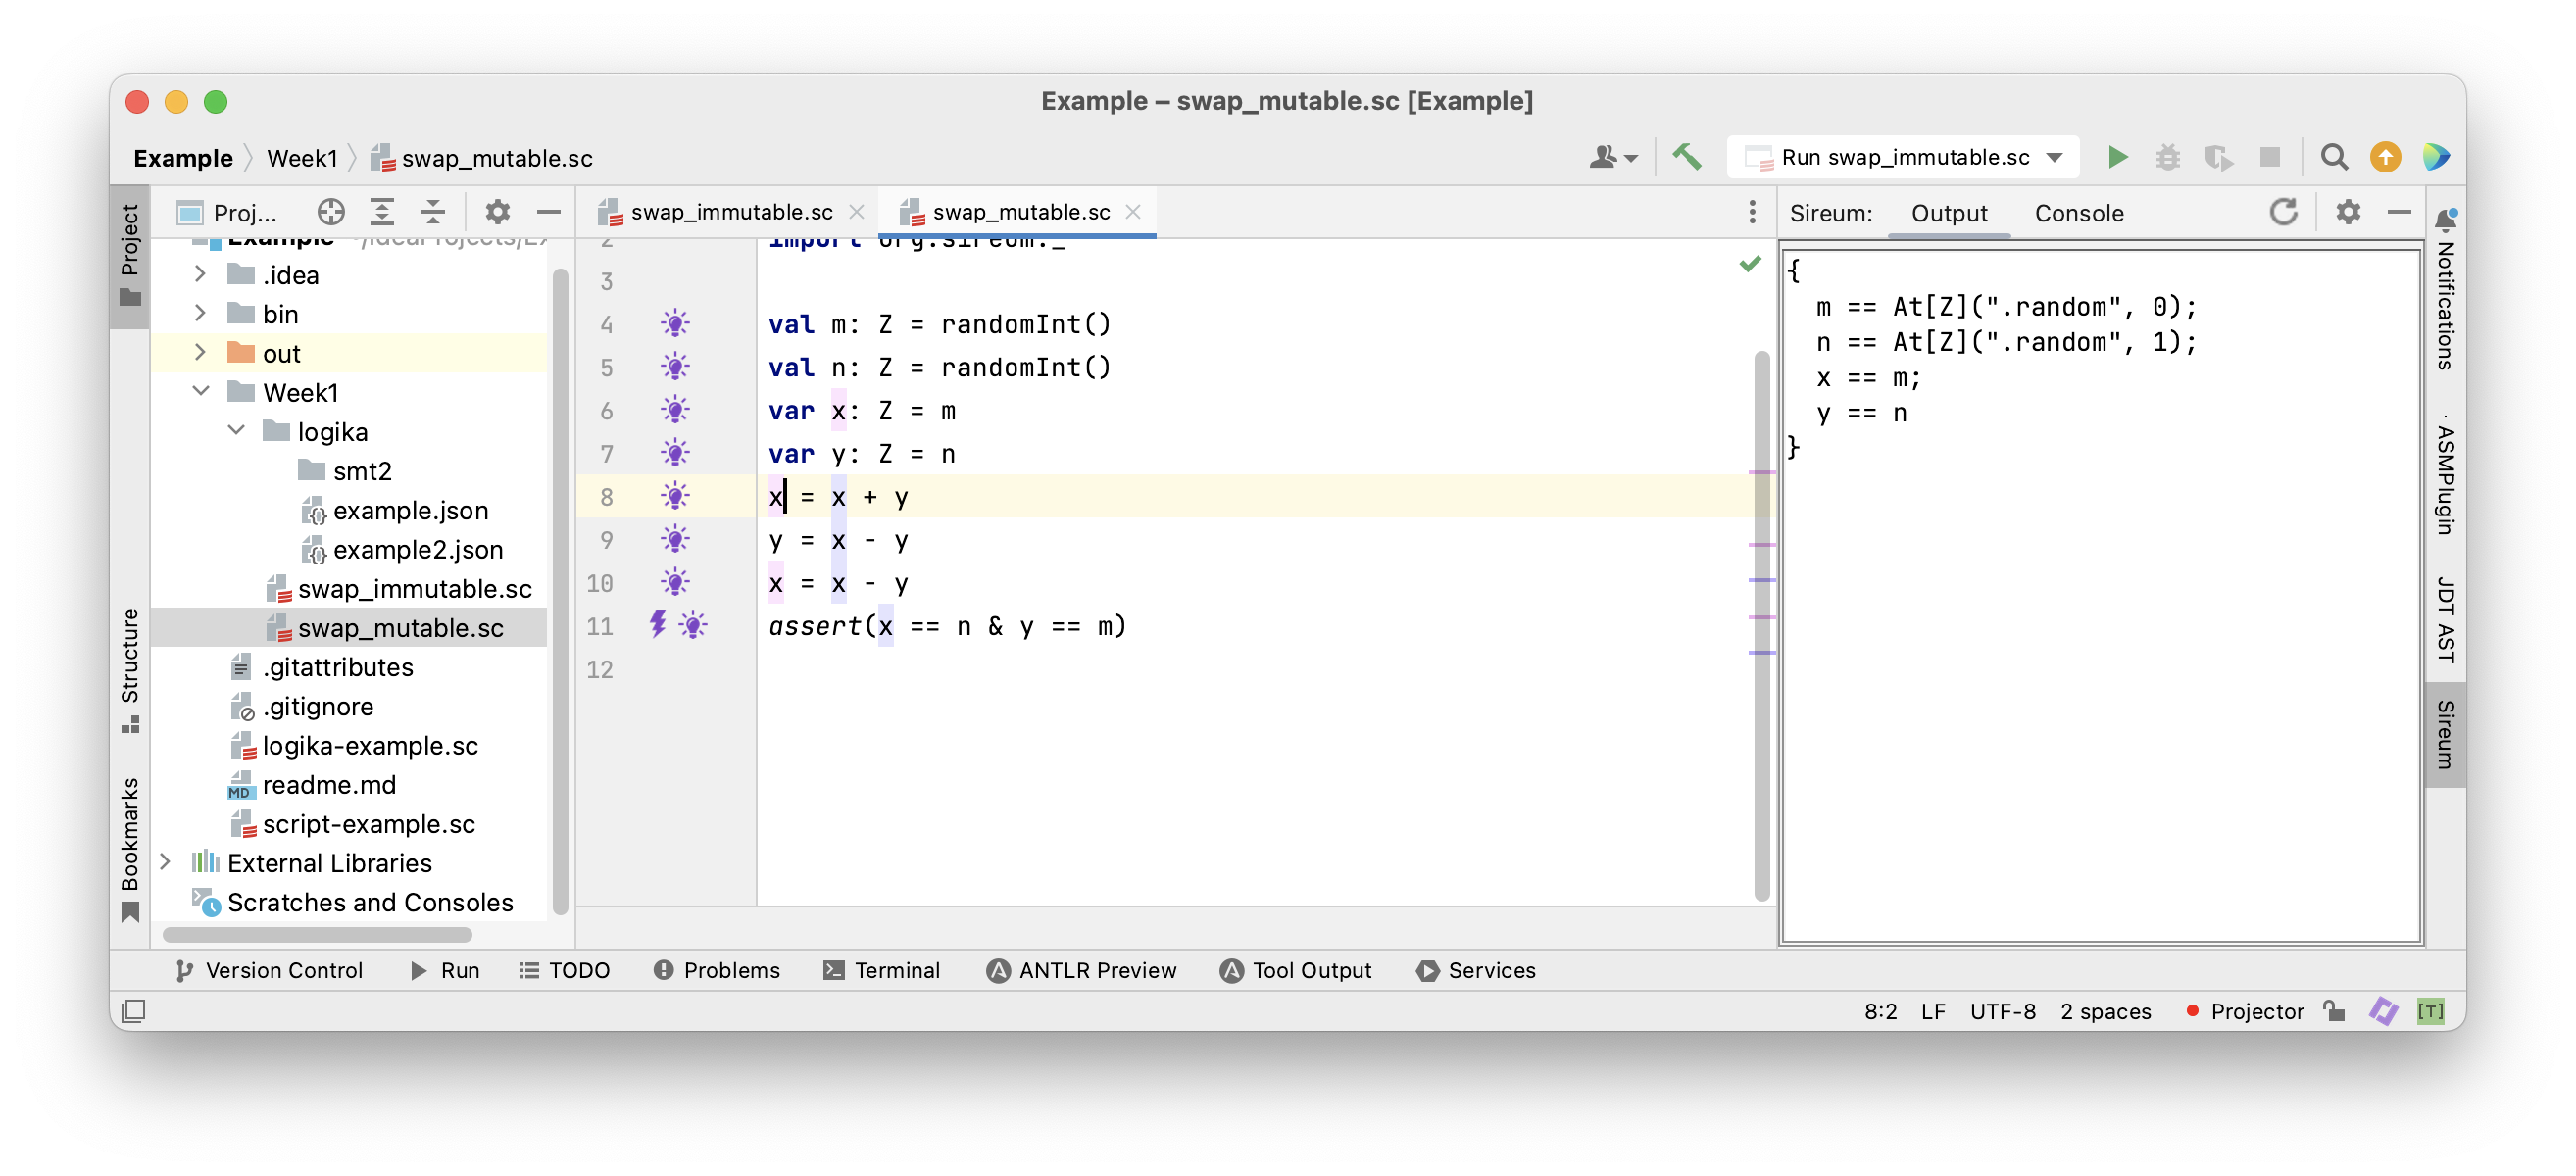 Example – swap_mutable.sc [Example]
Example Week1 swap_mutable.sc
Run swap_immutable.sc
Project
Structure
Bookmarks
Proj...
Example ~/IdeaProjects/Ex
.idea
bin
out
Week1
logika
smt2
example.json
example2.json
swap_immutable.sc
swap_mutable.sc
.gitattributes
.gitignore
logika-example.sc
MD readme.md
script-example.sc
External Libraries
Scratches and Consoles
swap_immutable.sc
swap_mutable.sc
2 import org.sireum._
3
4 val m: Z = randomInt()
5 val n: Z = randomInt()
6 var x: Z = m
7 var y: Z = n
8 x = x + y
9 y = x - y
10 x = x - y
11 assert(x == n & y == m)
12
Sireum: Output Console
{
m == At[Z](".random", 0);
n == At[Z](".random", 1);
x == m;
y == n
}
Notifications
ASMPlugin
JDT AST
Sireum
Version Control Run TODO Problems Terminal ANTLR Preview Tool Output Services
8:2 LF UTF-8 2 spaces Projector [T]